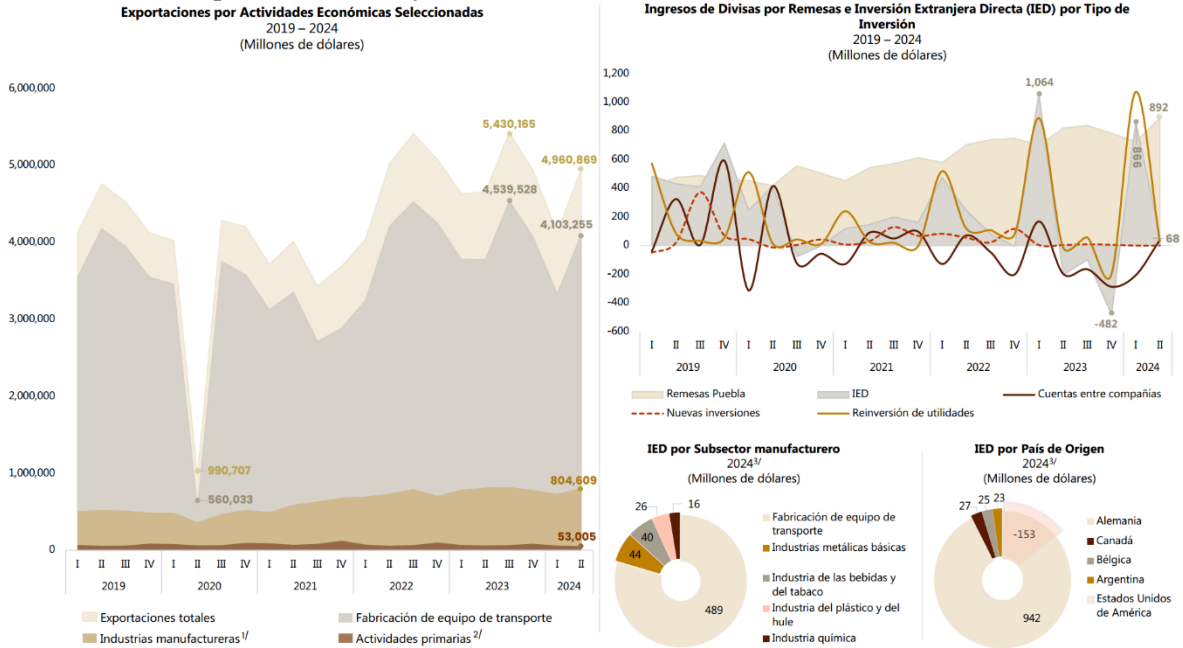 Exportaciones por Actividades Económicas Seleccionadas
2019 – 2024
(Millones de dólares)
6,000,000
5,000,000
4,000,000
3,000,000
2,000,000
1,000,000
0
5,430,165
4,960,869
4,539,528
4,103,255
990,707
560,033
804,609
53,005
I II III IV I II III IV I II III IV I II III IV I II III IV I II
2019 2020 2021 2022 2023 2024
Exportaciones totales
Fabricación de equipo de transporte
Industrias manufactureras 1/
Actividades primarias 2/
Ingresos de Divisas por Remesas e Inversión Extranjera Directa (IED) por Tipo de
Inversión
2019 – 2024
(Millones de dólares)
1,200
1,000
800
600
400
200
0
-200
-400
-600
1,064
892
866
68
-482
I II III IV I II III IV I II III IV I II III IV I II III IV I II
2019 2020 2021 2022 2023 2024
Remesas Puebla
IED
Cuentas entre compañías
Nuevas inversiones
Reinversión de utilidades
IED por Subsector manufacturero
2024 3/
(Millones de dólares)
26
16
40
44
489
Fabricación de equipo de
transporte
Industrias metálicas básicas
Industria de las bebidas y
del tabaco
Industria del plástico y del
hule
Industria química
IED por País de Origen
2024 3/
(Millones de dólares)
27
25
23
-153
942
Alemania
Canadá
Bélgica
Argentina
Estados Unidos
de América